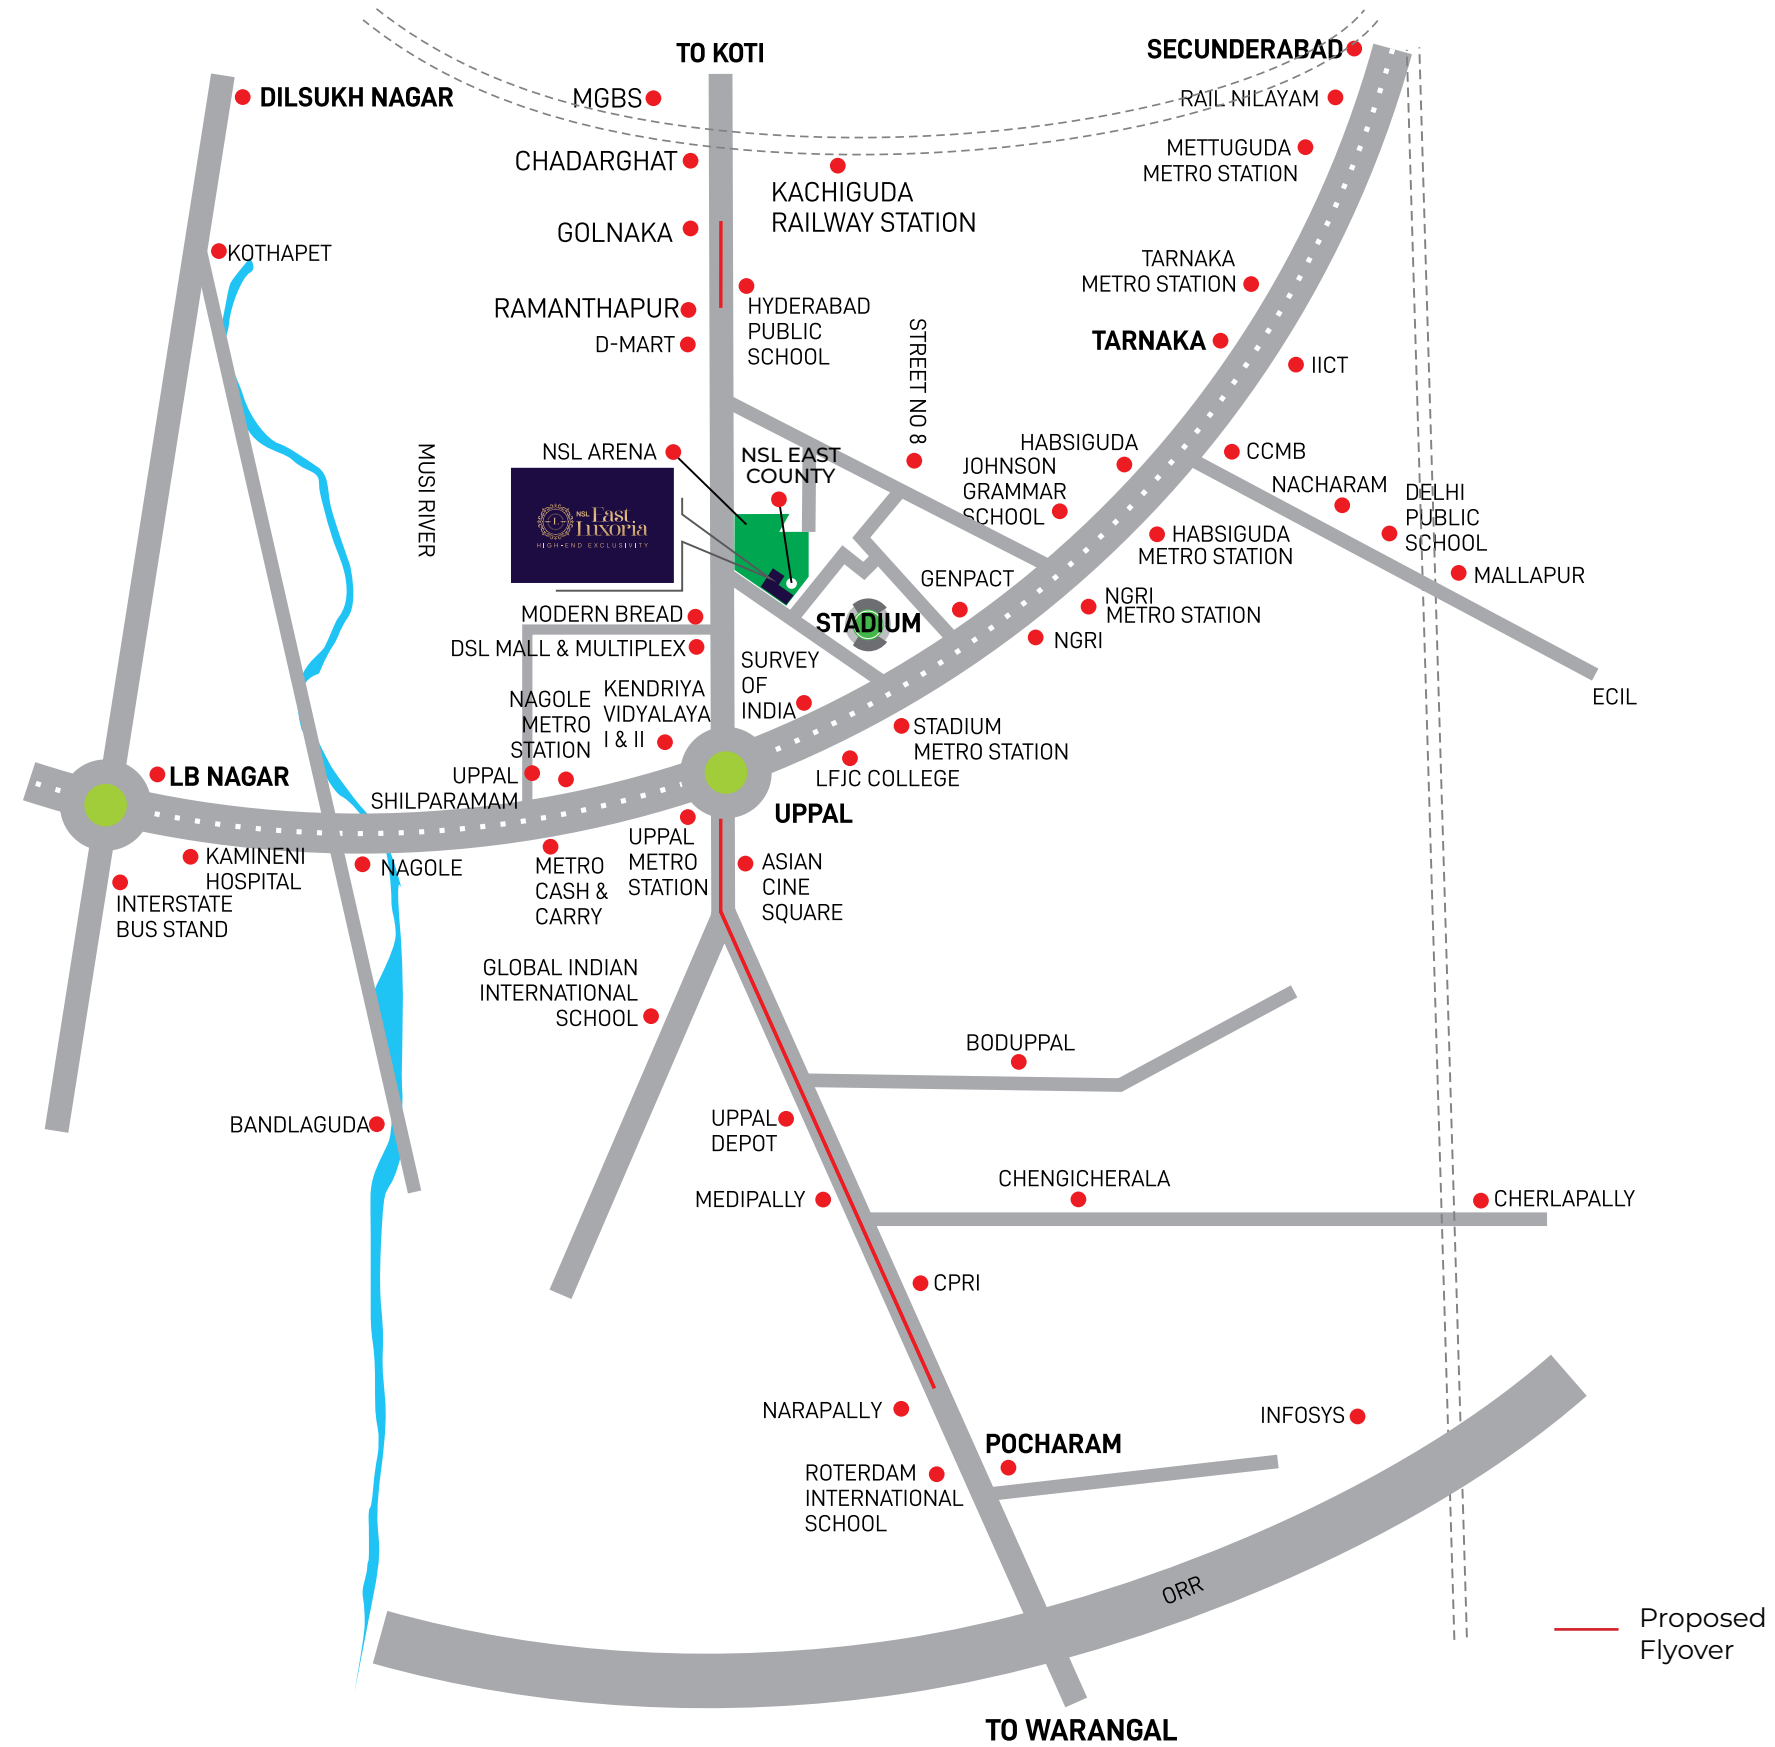 TO KOTI
SECUNDERABAD
DILSUKH NAGAR
MGBS
RAIL NILAYAM
CHADARGHAT
METTUGUDA
METRO STATION
KACHIGUDA
RAILWAY STATION
GOLNAKA
KOTHAPET
TARNAKA
METRO STATION
RAMANTHAPUR
HYDERABAD
PUBLIC
SCHOOL
D-MART
STREET NO 8
TARNAKA
IICT
MUSI RIVER
NSL ARENA
NSL EAST
COUNTY
HABSIGUDA
JOHNSON
GRAMMAR
SCHOOL
CCMB
NACHARAM
DELHI
PUBLIC
SCHOOL
NSL East
Luxoria
HIGH-END EXCLUSIVITY
HABSIGUDA
METRO STATION
MALLAPUR
GENPACT
NGRI
METRO STATION
MODERN BREAD
STADIUM
NGRI
DSL MALL & MULTIPLEX
SURVEY
OF
INDIA
KENDRIYA
VIDYALAYA
I & II
NAGOLE
METRO
STATION
ECIL
STADIUM
METRO STATION
LB NAGAR
UPPAL
SHILPARAMAM
LFJC COLLEGE
UPPAL
UPPAL
METRO
STATION
KAMINENI
HOSPITAL
NAGOLE
METRO
CASH &
CARRY
ASIAN
CINE
SQUARE
INTERSTATE
BUS STAND
GLOBAL INDIAN
INTERNATIONAL
SCHOOL
BODUPPAL
UPPAL
DEPOT
BANDLAGUDA
CHENGICHERALA
MEDIPALLY
CHERLAPALLY
CPRI
NARAPALLY
INFOSYS
POCHARAM
ROTERDAM
INTERNATIONAL
SCHOOL
ORR
Proposed
Flyover
TO WARANGAL